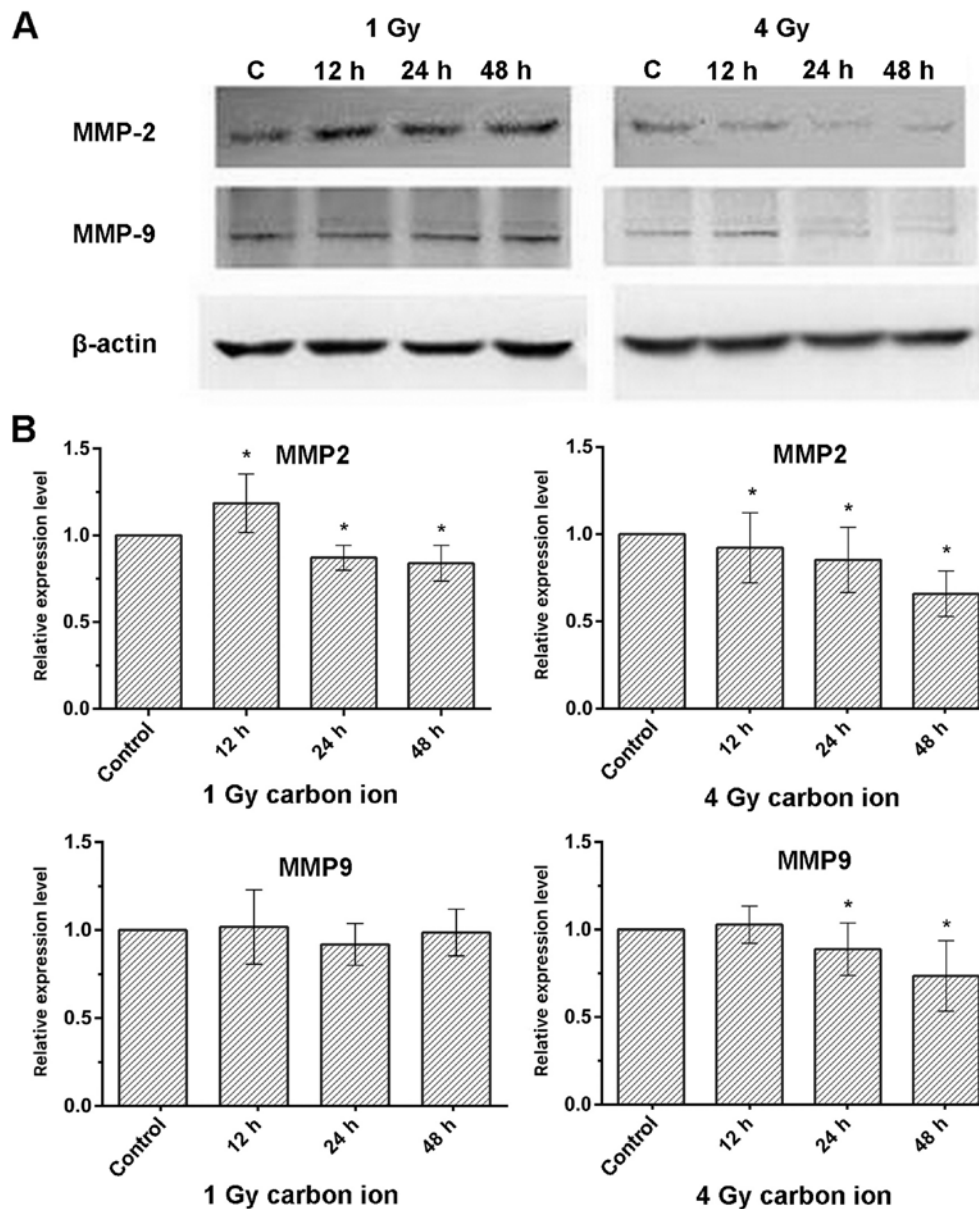 A
1 Gy
4 Gy
C 12 h 24 h 48 h
C 12 h 24 h 48 h
MMP-2
MMP-9
β-actin
B
MMP2
Relative expression level
1.5
1.0
0.5
0.0
*
*
*
Control
12 h
24 h
48 h
1 Gy carbon ion
MMP2
Relative expression level
1.5
1.0
0.5
0.0
*
*
*
Control
12 h
24 h
48 h
4 Gy carbon ion
MMP9
Relative expression level
1.5
1.0
0.5
0.0
Control
12 h
24 h
48 h
1 Gy carbon ion
MMP9
Relative expression level
1.5
1.0
0.5
0.0
*
*
Control
12 h
24 h
48 h
4 Gy carbon ion